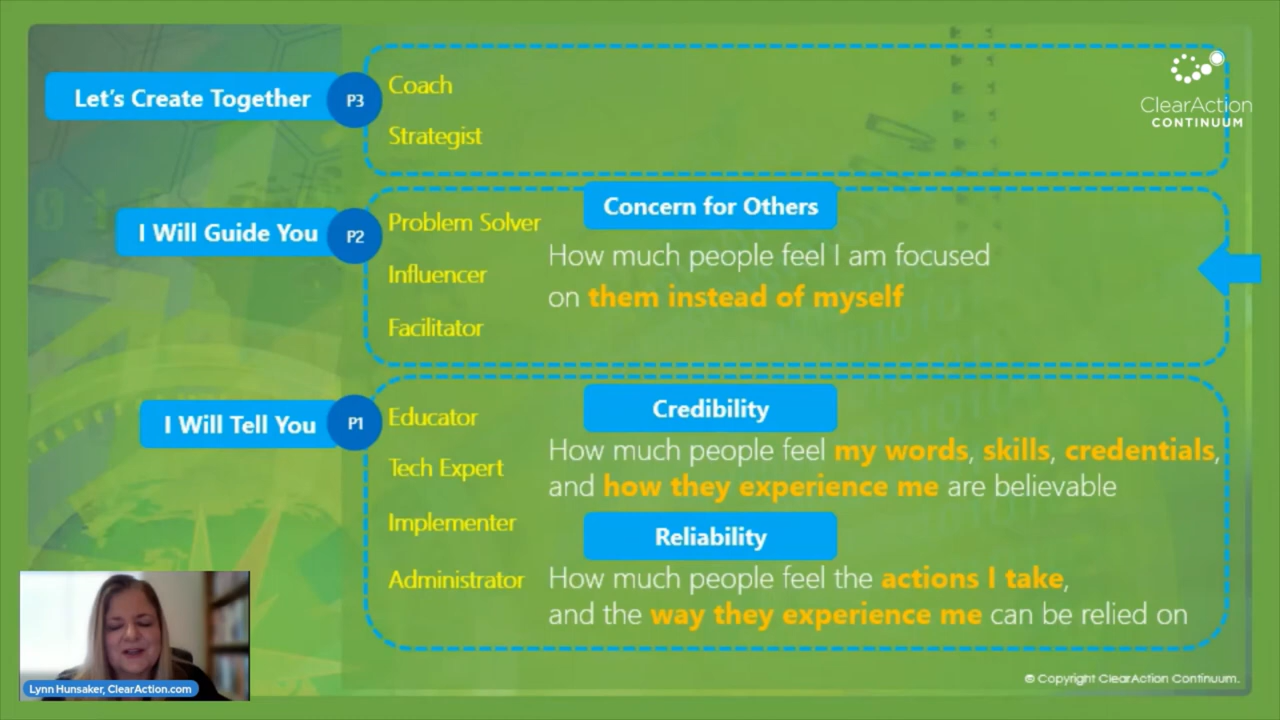 ClearAction
CONTINUUM
Let's Create Together
P3
Coach
Strategist
I Will Guide You
P2
Problem Solver
Influencer
Facilitator
Concern for Others
How much people feel I am focused
on them instead of myself
I Will Tell You
P1
Educator
Tech Expert
Implementer
Administrator
Credibility
How much people feel my words, skills, credentials,
and how they experience me are believable
Reliability
How much people feel the actions I take,
and the way they experience me can be relied on
Lynn Hunsaker, ClearAction.com
© Copyright ClearAction Continuum.